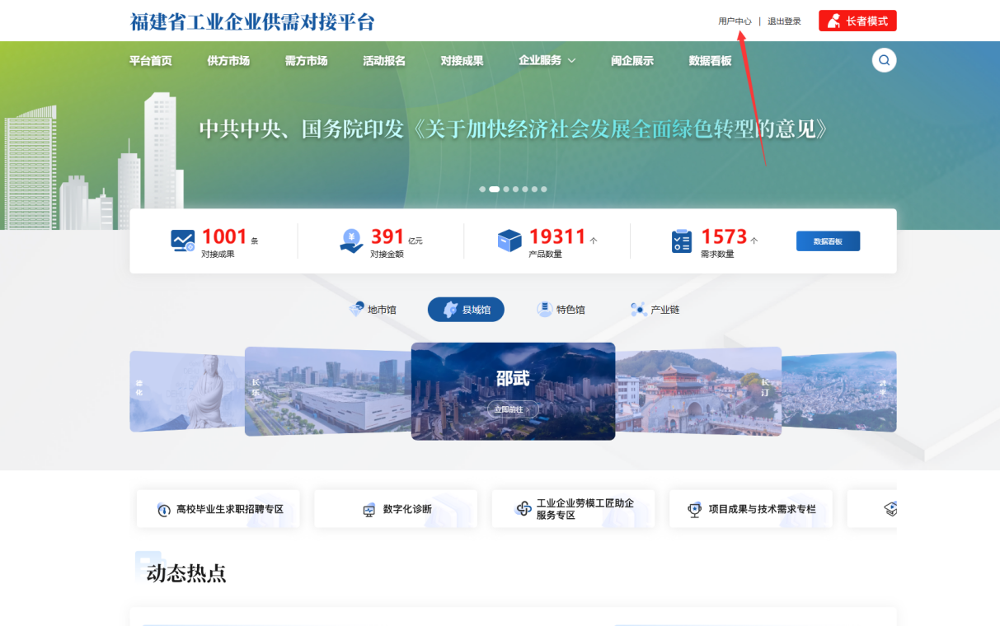 福建省工业企业供需对接平台
用户中心 | 退出登录
长者模式
平台首页 供方市场 需方市场 活动报名 对接成果 企业服务 闽企展示 数据看板
中共中央、国务院印发《关于加快经济社会发展全面绿色转型的意见》
1001 条
对接成果
391 亿元
对接金额
19311 个
产品数量
1573 个
需求数量
数据看板
地市馆 县域馆 特色馆 产业链
德化
长乐
邵武
立即前往 >
长汀
武平
高校毕业生求职招聘专区
数字化诊断
工业企业劳模工匠助企
服务专区
项目成果与技术需求专栏
动态热点